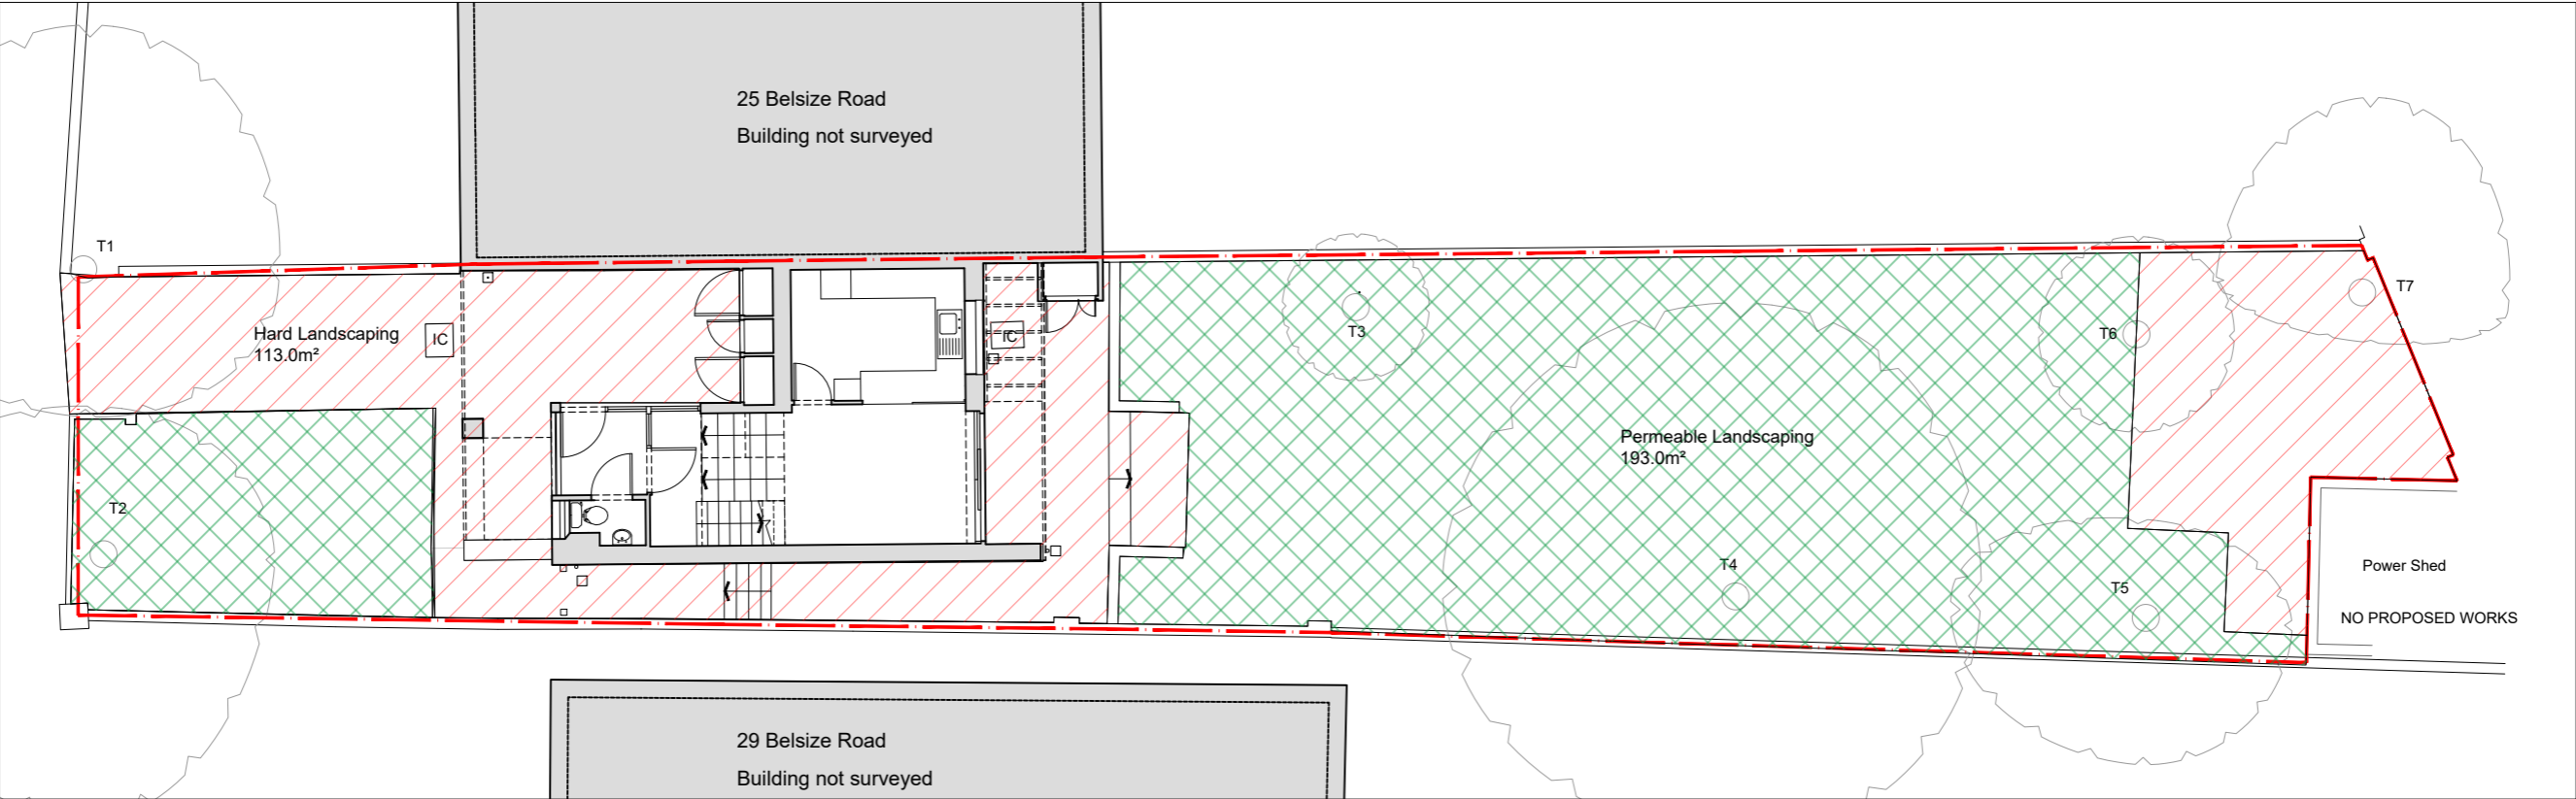 25 Belsize Road
Building not surveyed
T1
Hard Landscaping
113.0m²
IC
IC
T2
T3
T6
T7
Permeable Landscaping
193.0m²
T4
T5
Power Shed
NO PROPOSED WORKS
29 Belsize Road
Building not surveyed